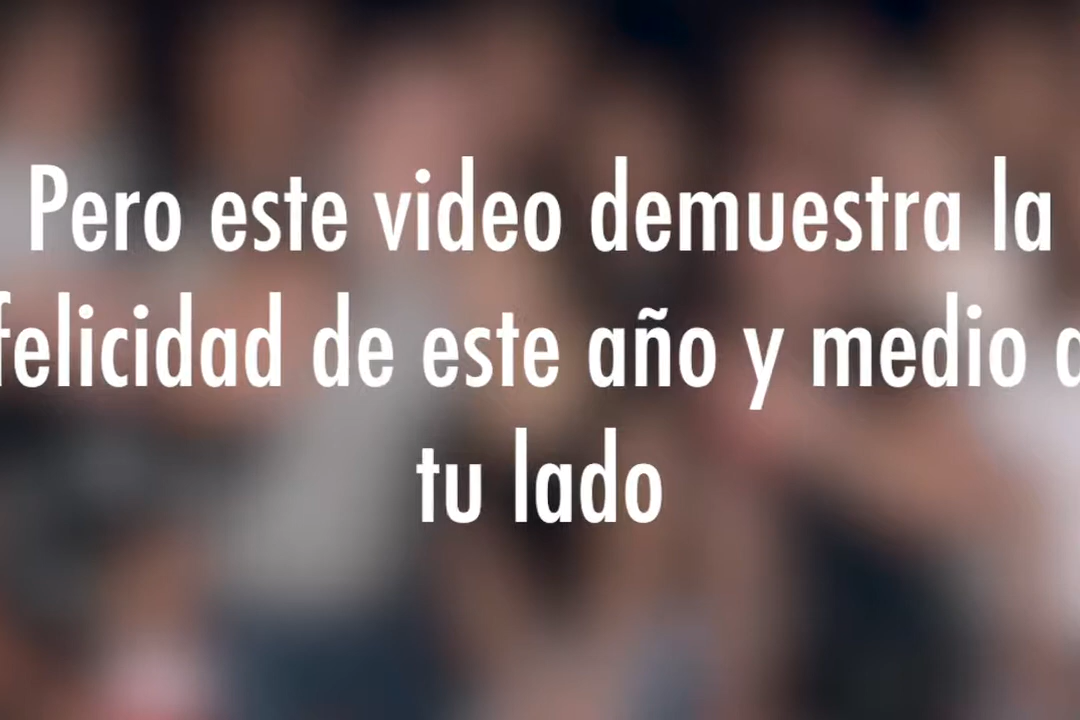 Pero este video demuestra la
felicidad de este año y medio a
tu lado